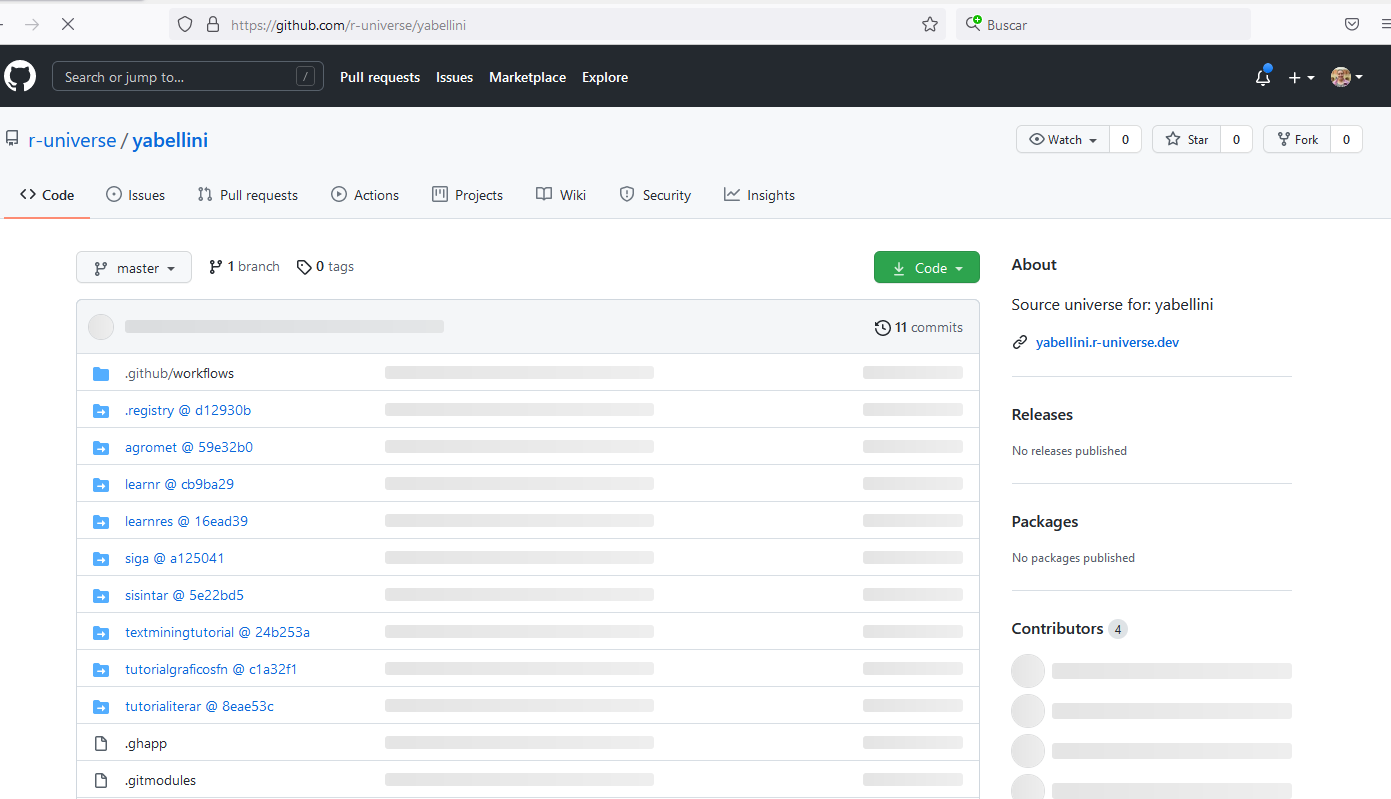 https://github.com/r-universe/yabellini
Buscar
Search or jump to...
/
Pull requests
Issues
Marketplace
Explore
r-universe / yabellini
Watch
0
Star
0
Fork
0
Code
Issues
Pull requests
Actions
Projects
Wiki
Security
Insights
master
1 branch
0 tags
Code
11 commits
.github/workflows
.registry @ d12930b
agromet @ 59e32b0
learnr @ cb9ba29
learnres @ 16ead39
siga @ a125041
sisintar @ 5e22bd5
textminingtutorial @ 24b253a
tutorialgraficosfn @ c1a32f1
tutorialiterar @ 8eae53c
.ghapp
.gitmodules
About
Source universe for: yabellini
yabellini.r-universe.dev
Releases
No releases published
Packages
No packages published
Contributors 4